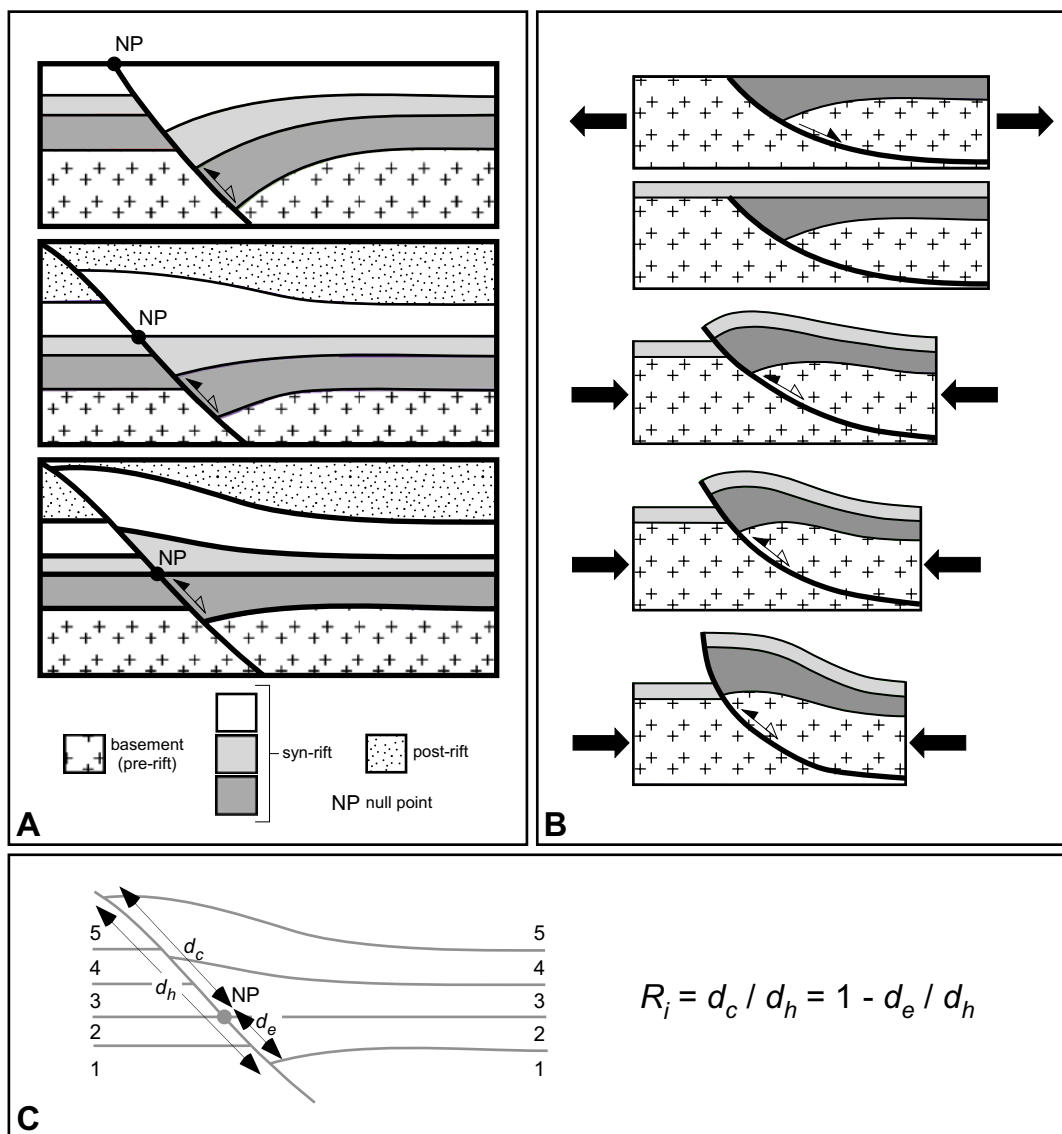 NP
NP
NP
basement
(pre-rift)
syn-rift
post-rift
NP null point
A
B
5
4
3
2
1
d_c
d_h
NP
d_e
5
4
3
2
1
R_i = d_c / d_h = 1 - d_e / d_h
C